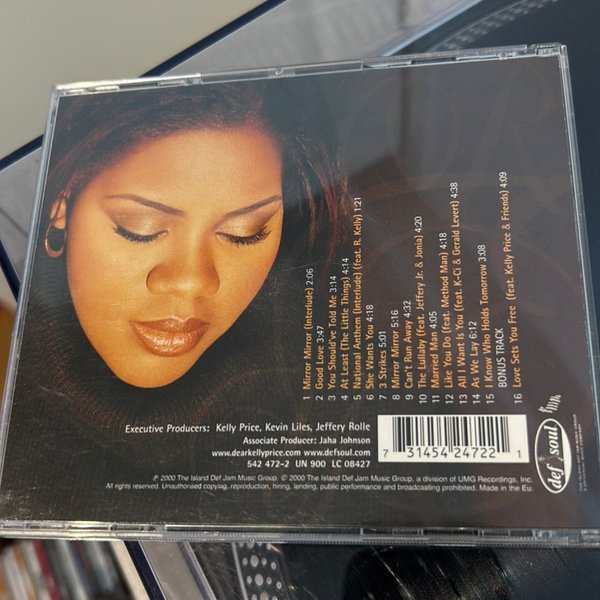 1 Mirror Mirror (Interlude) 2:06
2 Good Love 3:47
3 You Should've Told Me 3:14
4 At Least (The Little Things) 4:14
5 National Anthem (Interlude) (feat. R. Kelly) 1:21
6 She Wants You 4:18
7 3 Strikes 5:01
8 Mirror Mirror 5:16
9 Can't Run Away 4:32
10 The Lullaby (feat. Jeffery Jr. & Jonia) 4:20
11 Married Man 4:05
12 Like You Do (feat. Method Man) 4:18
13 All I Want Is You (feat. K-Ci & Gerald Levert) 4:38
14 As We Lay 6:12
15 I Know Who Holds Tomorrow 3:08
BONUS TRACK
16 Love Sets You Free (feat. Kelly Price & Friends) 4:09
Executive Producers: Kelly Price, Kevin Liles, Jeffery Rolle
Associate Producer: Jaha Johnson
www.dearkellyprice.com www.defsoul.com
542 472-2 UN 900 LC 08427
7 31454 24722 1
def soul
℗ 2000 The Island Def Jam Music Group. © 2000 The Island Def Jam Music Group, a division of UMG Recordings, Inc.
All rights reserved. Unauthorised copying, reproduction, hiring, lending, public performance and broadcasting prohibited. Made in the Eu.